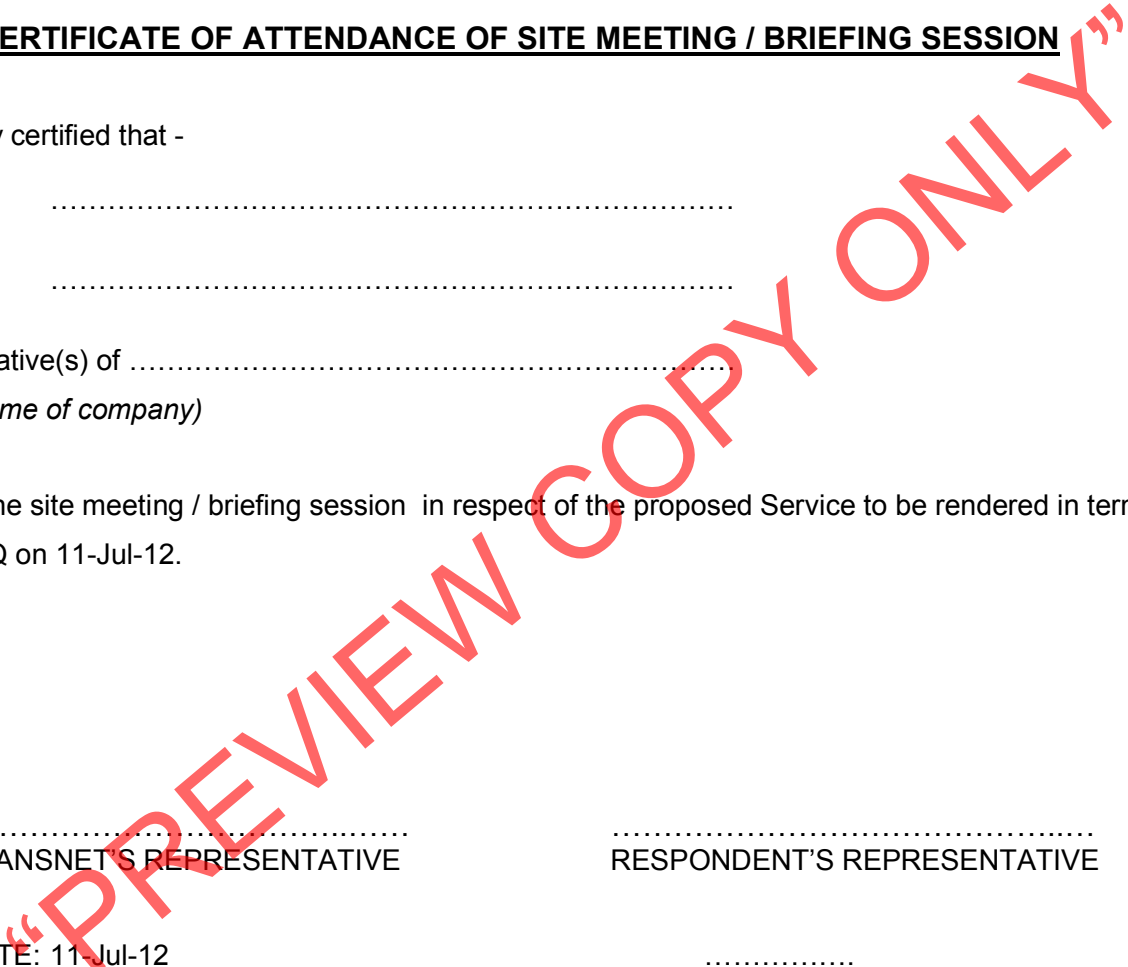 ERTIFICATE OF ATTENDANCE OF SITE MEETING / BRIEFING SESSION
y certified that -
……………………………………………………………
……………………………………………………………
ative(s) of ………………………………………………………
me of company)
he site meeting / briefing session in respect of the proposed Service to be rendered in ter
Q on 11-Jul-12.
……………………………………… ………………………………………
ANSNET'S REPRESENTATIVE RESPONDENT'S REPRESENTATIVE
TE: 11-Jul-12 …………….
“PREVIEW COPY ONLY”